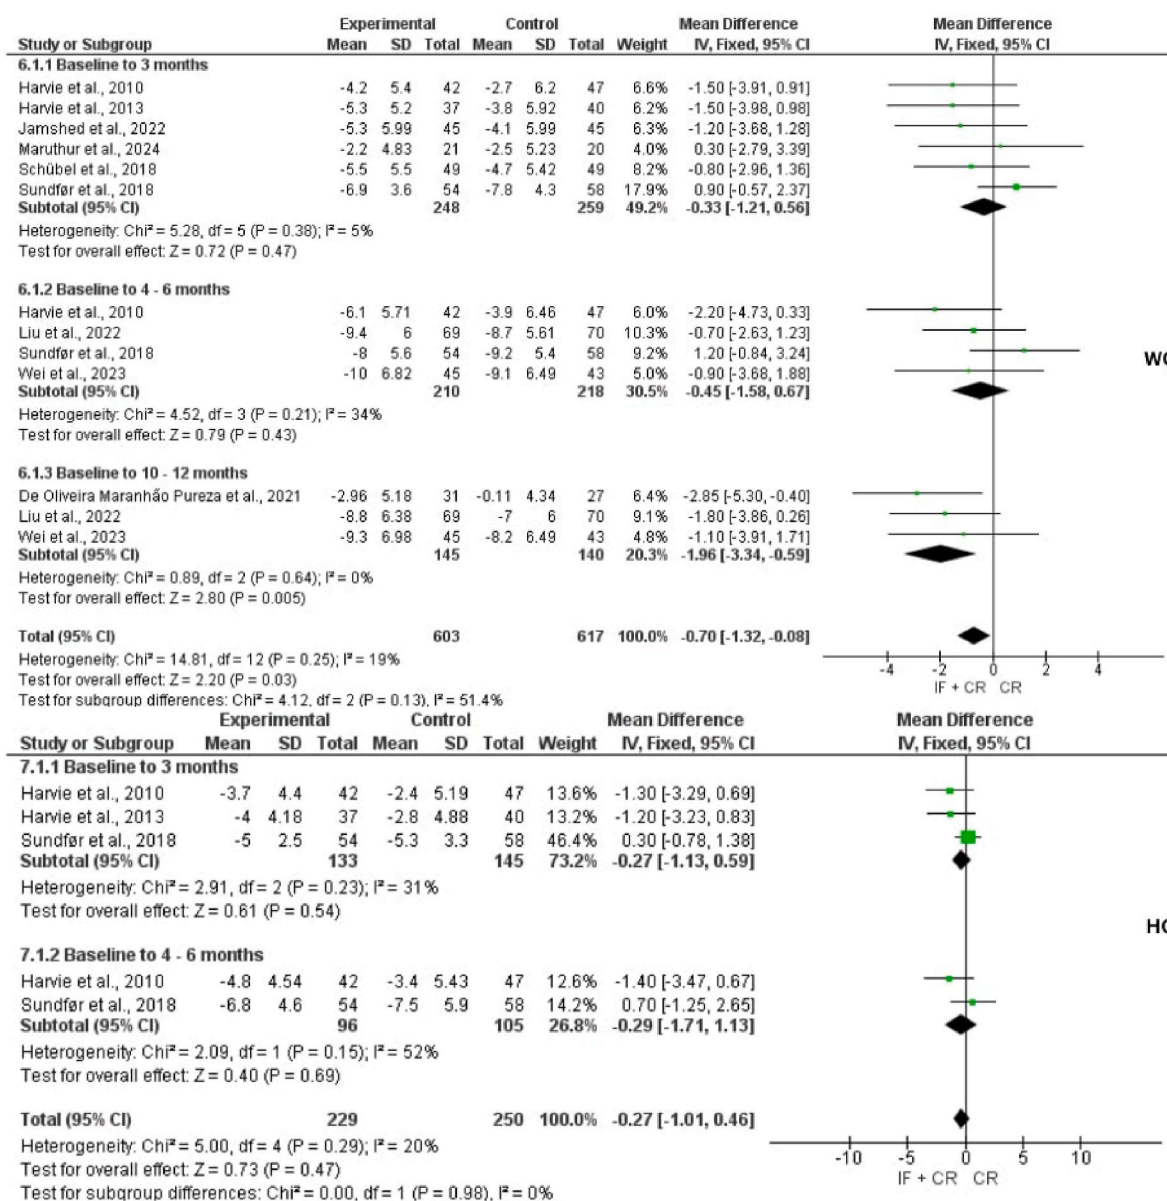 Experimental Control Mean Difference Mean Difference
Study or Subgroup Mean SD Total Mean SD Total Weight IV, Fixed, 95% CI IV, Fixed, 95% CI
6.1.1 Baseline to 3 months
Harvie et al., 2010 -4.2 5.4 42 -2.7 6.2 47 6.6% -1.50 [-3.91, 0.91]
Harvie et al., 2013 -5.3 5.2 37 -3.8 5.92 40 6.2% -1.50 [-3.98, 0.98]
Jamshed et al., 2022 -5.3 5.99 45 -4.1 5.99 45 6.3% -1.20 [-3.68, 1.28]
Maruthur et al., 2024 -2.2 4.83 21 -2.5 5.23 20 4.0% 0.30 [-2.79, 3.39]
Schübel et al., 2018 -5.5 5.5 49 -4.7 5.42 49 8.2% -0.80 [-2.96, 1.36]
Sundfør et al., 2018 -6.9 3.6 54 -7.8 4.3 58 17.9% 0.90 [-0.57, 2.37]
Subtotal (95% CI) 248 259 49.2% -0.33 [-1.21, 0.56]
Heterogeneity: Chi² = 5.28, df = 5 (P = 0.38); I² = 5%
Test for overall effect: Z = 0.72 (P = 0.47)
6.1.2 Baseline to 4 - 6 months
Harvie et al., 2010 -6.1 5.71 42 -3.9 6.46 47 6.0% -2.20 [-4.73, 0.33]
Liu et al., 2022 -9.4 6 69 -8.7 5.61 70 10.3% -0.70 [-2.63, 1.23]
Sundfør et al., 2018 -8 5.6 54 -9.2 5.4 58 9.2% 1.20 [-0.84, 3.24]
Wei et al., 2023 -10 6.82 45 -9.1 6.49 43 5.0% -0.90 [-3.68, 1.88]
Subtotal (95% CI) 210 218 30.5% -0.45 [-1.58, 0.67]
Heterogeneity: Chi² = 4.52, df = 3 (P = 0.21); I² = 34%
Test for overall effect: Z = 0.79 (P = 0.43)
6.1.3 Baseline to 10 - 12 months
De Oliveira Maranhão Pureza et al., 2021 -2.96 5.18 31 -0.11 4.34 27 6.4% -2.85 [-5.30, -0.40]
Liu et al., 2022 -8.8 6.38 69 -7 6 70 9.1% -1.80 [-3.86, 0.26]
Wei et al., 2023 -9.3 6.98 45 -8.2 6.49 43 4.8% -1.10 [-3.91, 1.71]
Subtotal (95% CI) 145 140 20.3% -1.96 [-3.34, -0.59]
Heterogeneity: Chi² = 0.89, df = 2 (P = 0.64); I² = 0%
Test for overall effect: Z = 2.80 (P = 0.005)
Total (95% CI) 603 617 100.0% -0.70 [-1.32, -0.08]
Heterogeneity: Chi² = 14.81, df = 12 (P = 0.25); I² = 19%
Test for overall effect: Z = 2.20 (P = 0.03)
Test for subgroup differences: Chi² = 4.12, df = 2 (P = 0.13), I² = 51.4%
-4 -2 0 2 4
IF + CR CR
Experimental Control Mean Difference Mean Difference
Study or Subgroup Mean SD Total Mean SD Total Weight IV, Fixed, 95% CI IV, Fixed, 95% CI
7.1.1 Baseline to 3 months
Harvie et al., 2010 -3.7 4.4 42 -2.4 5.19 47 13.6% -1.30 [-3.29, 0.69]
Harvie et al., 2013 -4 4.18 37 -2.8 4.88 40 13.2% -1.20 [-3.23, 0.83]
Sundfør et al., 2018 -5 2.5 54 -5.3 3.3 58 46.4% 0.30 [-0.78, 1.38]
Subtotal (95% CI) 133 145 73.2% -0.27 [-1.13, 0.59]
Heterogeneity: Chi² = 2.91, df = 2 (P = 0.23); I² = 31%
Test for overall effect: Z = 0.61 (P = 0.54)
7.1.2 Baseline to 4 - 6 months
Harvie et al., 2010 -4.8 4.54 42 -3.4 5.43 47 12.6% -1.40 [-3.47, 0.67]
Sundfør et al., 2018 -6.8 4.6 54 -7.5 5.9 58 14.2% 0.70 [-1.25, 2.65]
Subtotal (95% CI) 96 105 26.8% -0.29 [-1.71, 1.13]
Heterogeneity: Chi² = 2.09, df = 1 (P = 0.15); I² = 52%
Test for overall effect: Z = 0.40 (P = 0.69)
Total (95% CI) 229 250 100.0% -0.27 [-1.01, 0.46]
Heterogeneity: Chi² = 5.00, df = 4 (P = 0.29); I² = 20%
Test for overall effect: Z = 0.73 (P = 0.47)
Test for subgroup differences: Chi² = 0.00, df = 1 (P = 0.98), I² = 0%
-10 -5 0 5 10
IF + CR CR